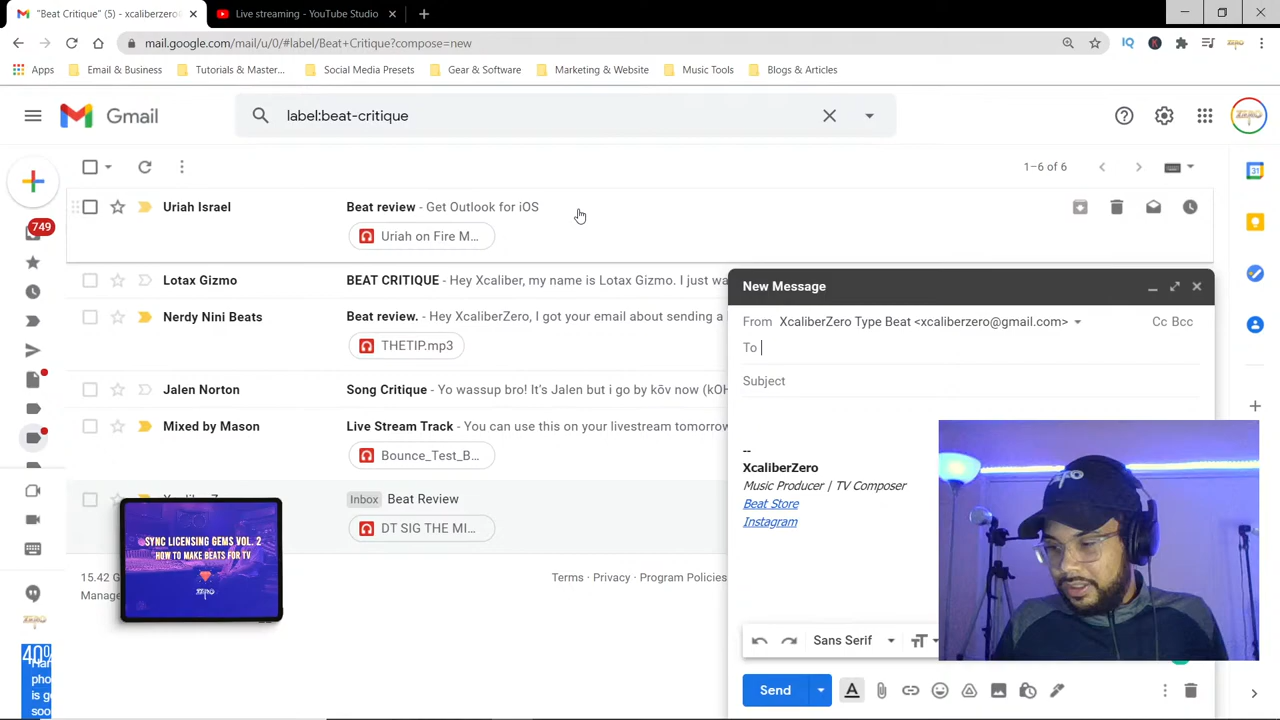 "Beat Critique" (5) - xcaliberzero
Live streaming - YouTube Studio
mail.google.com/mail/u/0/#label/Beat+Critique?compose=new
Apps
Email & Business
Tutorials & Master...
Social Media Presets
Gear & Software
Marketing & Website
Music Tools
Blogs & Articles
Gmail
label:beat-critique
ZERO
1–6 of 6
749
31
Uriah Israel
Beat review - Get Outlook for iOS
Uriah on Fire M...
Lotax Gizmo
BEAT CRITIQUE - Hey Xcaliber, my name is Lotax Gizmo. I just wa
Nerdy Nini Beats
Beat review. - Hey XcaliberZero, I got your email about sending a
THETIP.mp3
Jalen Norton
Song Critique - Yo wassup bro! It's Jalen but i go by kōv now (kOH
Mixed by Mason
Live Stream Track - You can use this on your livestream tomorrow
Bounce_Test_B...
Inbox Beat Review
DT SIG THE MI...
15.42 G
Manage
Terms · Privacy · Program Policies
SYNC LICENSING GEMS VOL. 2
HOW TO MAKE BEATS FOR TV
ZERO
40%
pho
is g
soo
New Message
From XcaliberZero Type Beat <xcaliberzero@gmail.com>
Cc Bcc
To
Subject
--
XcaliberZero
Music Producer | TV Composer
Beat Store
Instagram
Sans Serif
Send